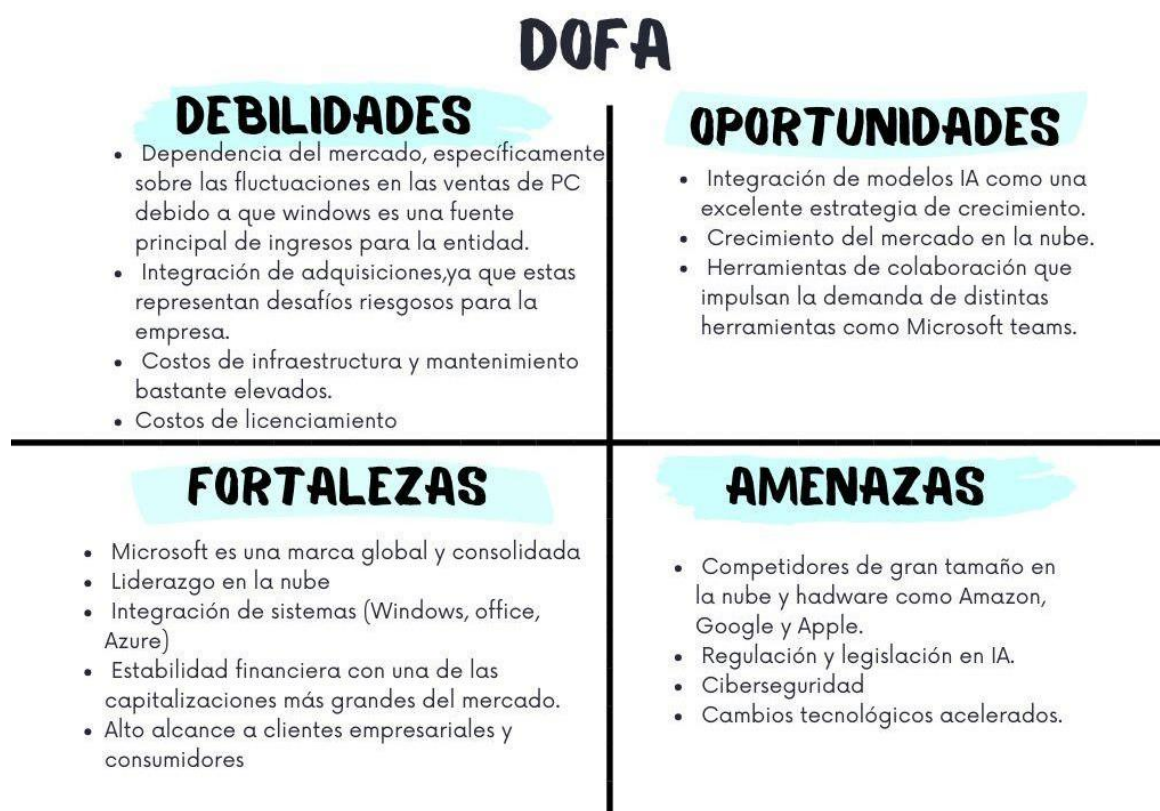 DOFA
DEBILIDADES
• Dependencia del mercado, específicamente
sobre las fluctuaciones en las ventas de PC
debido a que windows es una fuente
principal de ingresos para la entidad.
• Integración de adquisiciones,ya que estas
representan desafíos riesgosos para la
empresa.
• Costos de infraestructura y mantenimiento
bastante elevados.
• Costos de licenciamiento
OPORTUNIDADES
• Integración de modelos IA como una
excelente estrategia de crecimiento.
• Crecimiento del mercado en la nube.
• Herramientas de colaboración que
impulsan la demanda de distintas
herramientas como Microsoft teams.
FORTALEZAS
• Microsoft es una marca global y consolidada
• Liderazgo en la nube
• Integración de sistemas (Windows, office,
Azure)
• Estabilidad financiera con una de las
capitalizaciones más grandes del mercado.
• Alto alcance a clientes empresariales y
consumidores
AMENAZAS
• Competidores de gran tamaño en
la nube y hadware como Amazon,
Google y Apple.
• Regulación y legislación en IA.
• Ciberseguridad
• Cambios tecnológicos acelerados.